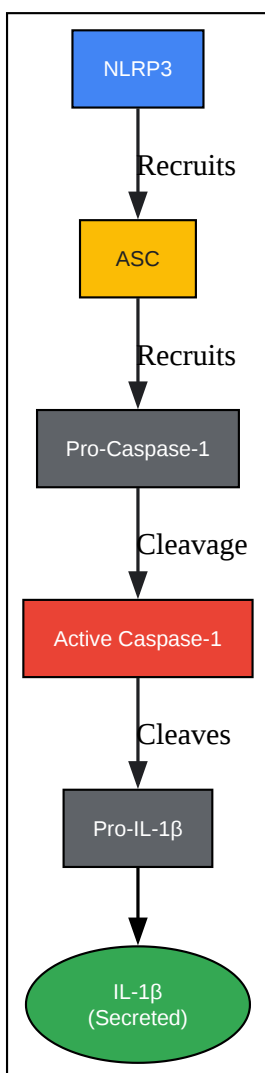 NLRP3
Recruits
ASC
Recruits
Pro-Caspase-1
Cleavage
Active Caspase-1
Cleaves
Pro-IL-1β
IL-1β
(Secreted)